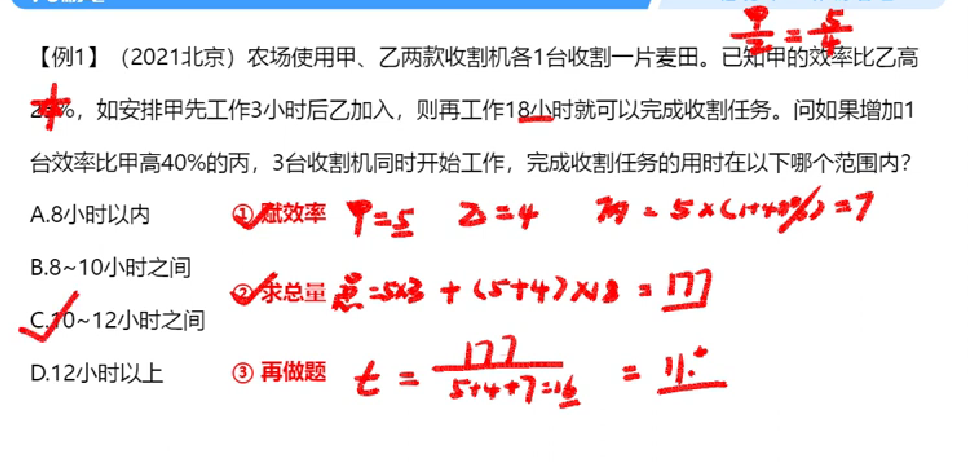 甲/乙=5/4
【例1】（2021北京）农场使用甲、乙两款收割机各1台收割一片麦田。已知甲的效率比乙高
25%，如安排甲先工作3小时后乙加入，则再工作18小时就可以完成收割任务。问如果增加1
台效率比甲高40%的丙，3台收割机同时开始工作，完成收割任务的用时在以下哪个范围内？
A.8小时以内
①赋效率 甲=5 乙=4 丙=5×(1+40%)=7
B.8~10小时之间
②求总量 总=5×3+(5+4)×18=177
C.10~12小时之间
D.12小时以上
③再做题 t=177/5+4+7=16=11.⁺